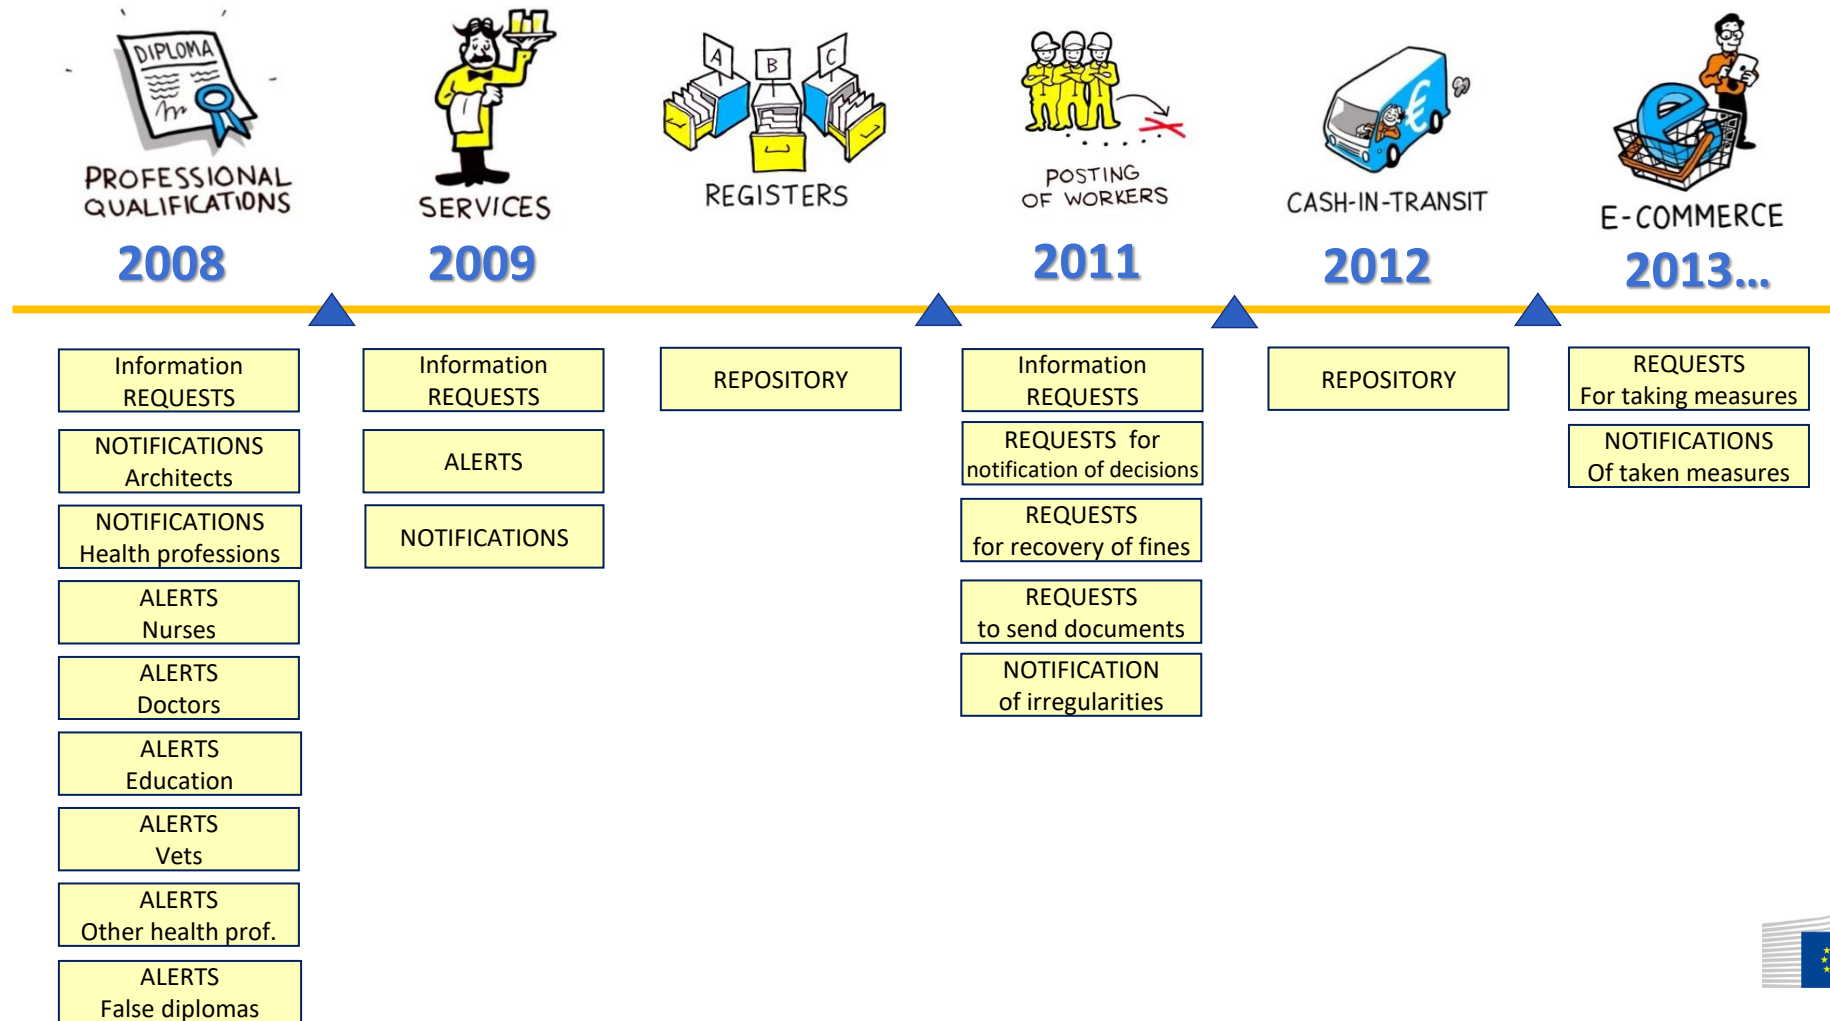 DIPLOMA
PROFESSIONAL
QUALIFICATIONS
2008
SERVICES
2009
A
B
C
REGISTERS
POSTING
OF WORKERS
2011
€
CASH-IN-TRANSIT
2012
e
E-COMMERCE
2013...
Information
REQUESTS
NOTIFICATIONS
Architects
NOTIFICATIONS
Health professions
ALERTS
Nurses
ALERTS
Doctors
ALERTS
Education
ALERTS
Vets
ALERTS
Other health prof.
ALERTS
False diplomas
Information
REQUESTS
ALERTS
NOTIFICATIONS
REPOSITORY
Information
REQUESTS
REQUESTS for
notification of decisions
REQUESTS
for recovery of fines
REQUESTS
to send documents
NOTIFICATION
of irregularities
REPOSITORY
REQUESTS
For taking measures
NOTIFICATIONS
Of taken measures